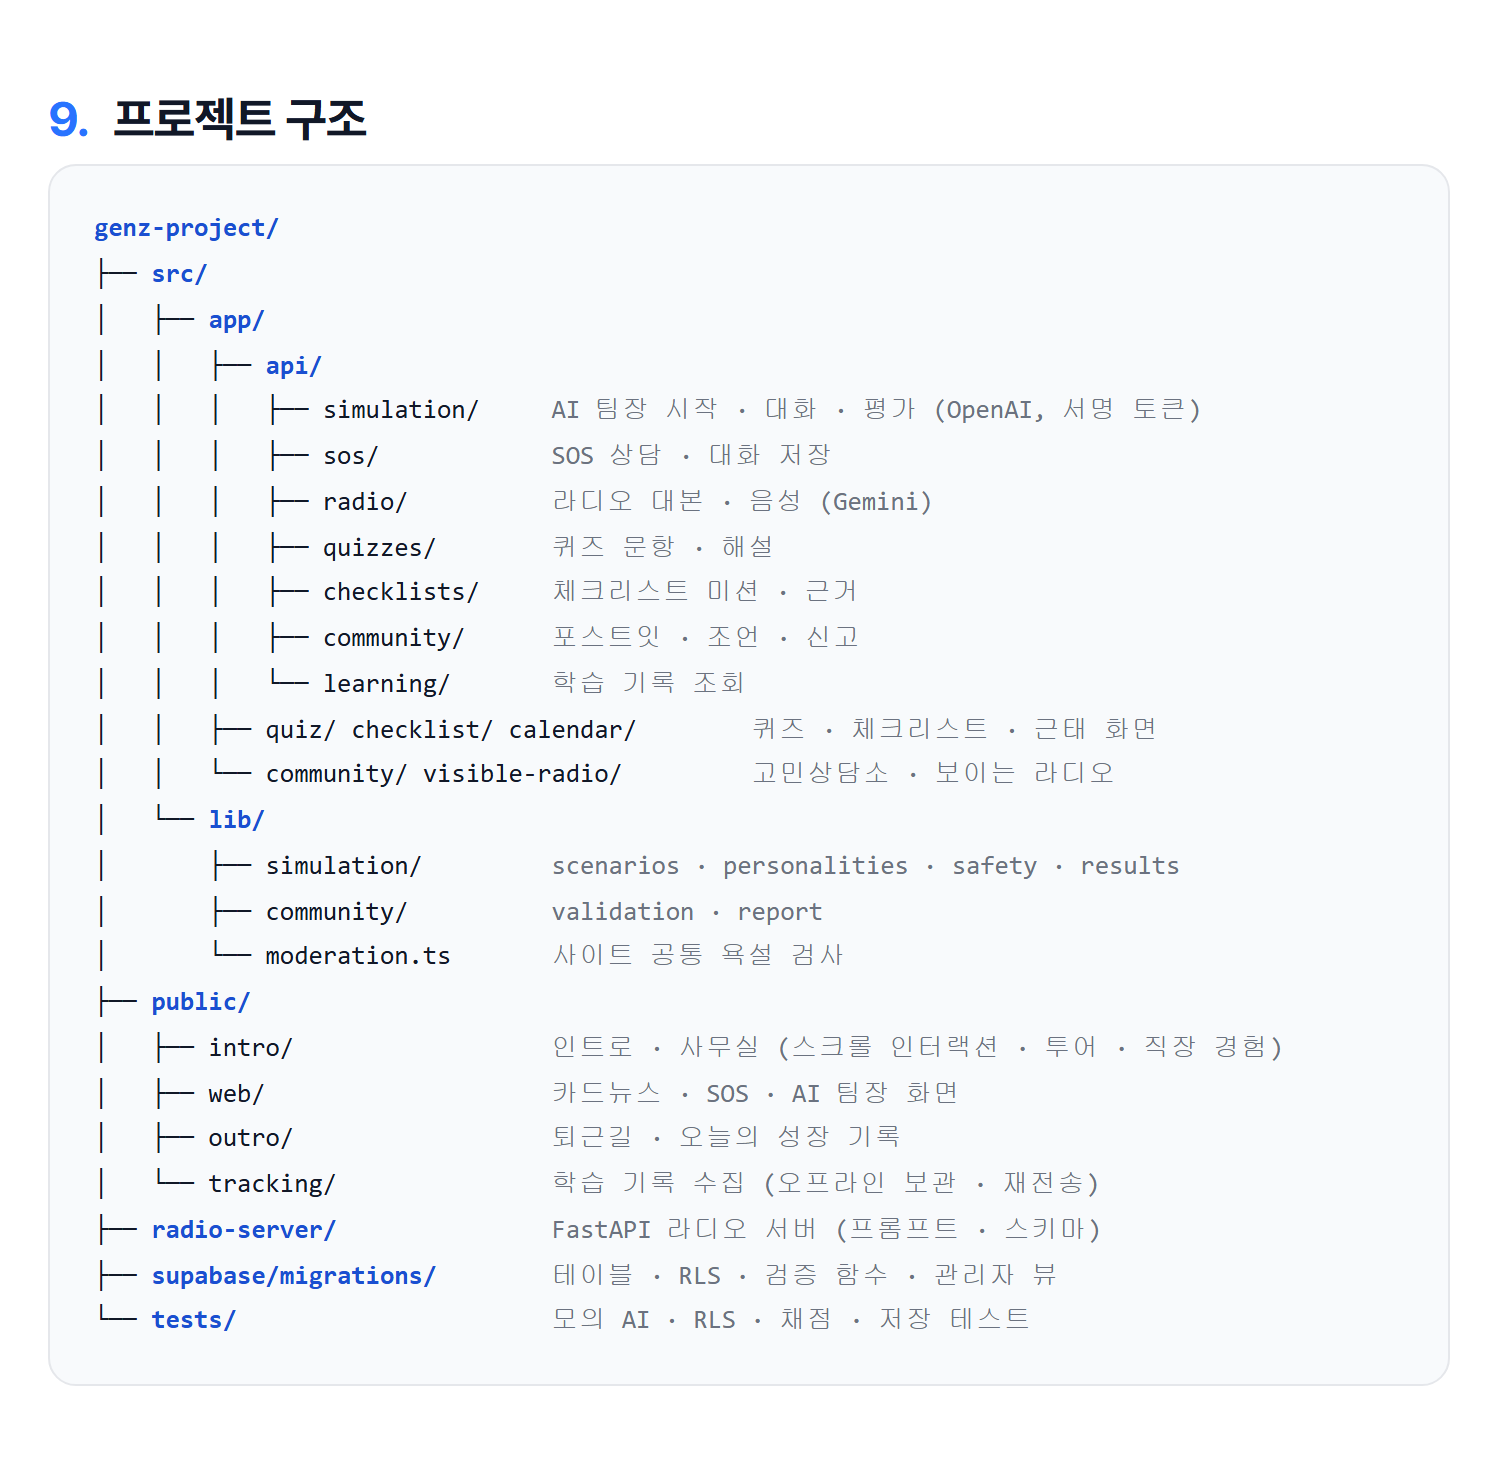 9. 프로젝트 구조
genz-project/
├── src/
│   ├── app/
│   │   ├── api/
│   │   │   ├── simulation/     AI 팀장 시작 · 대화 · 평가 (OpenAI, 서명 토큰)
│   │   │   ├── sos/            SOS 상담 · 대화 저장
│   │   │   ├── radio/          라디오 대본 · 음성 (Gemini)
│   │   │   ├── quizzes/        퀴즈 문항 · 해설
│   │   │   ├── checklists/     체크리스트 미션 · 근거
│   │   │   ├── community/      포스트잇 · 조언 · 신고
│   │   │   └── learning/       학습 기록 조회
│   │   ├── quiz/ checklist/ calendar/        퀴즈 · 체크리스트 · 근태 화면
│   │   └── community/ visible-radio/         고민상담소 · 보이는 라디오
│   └── lib/
│       ├── simulation/         scenarios · personalities · safety · results
│       ├── community/          validation · report
│       └── moderation.ts       사이트 공통 욕설 검사
├── public/
│   ├── intro/                  인트로 · 사무실 (스크롤 인터랙션 · 투어 · 직장 경험)
│   ├── web/                    카드뉴스 · SOS · AI 팀장 화면
│   ├── outro/                  퇴근길 · 오늘의 성장 기록
│   └── tracking/               학습 기록 수집 (오프라인 보관 · 재전송)
├── radio-server/               FastAPI 라디오 서버 (프롬프트 · 스키마)
├── supabase/migrations/        테이블 · RLS · 검증 함수 · 관리자 뷰
└── tests/                      모의 AI · RLS · 채점 · 저장 테스트